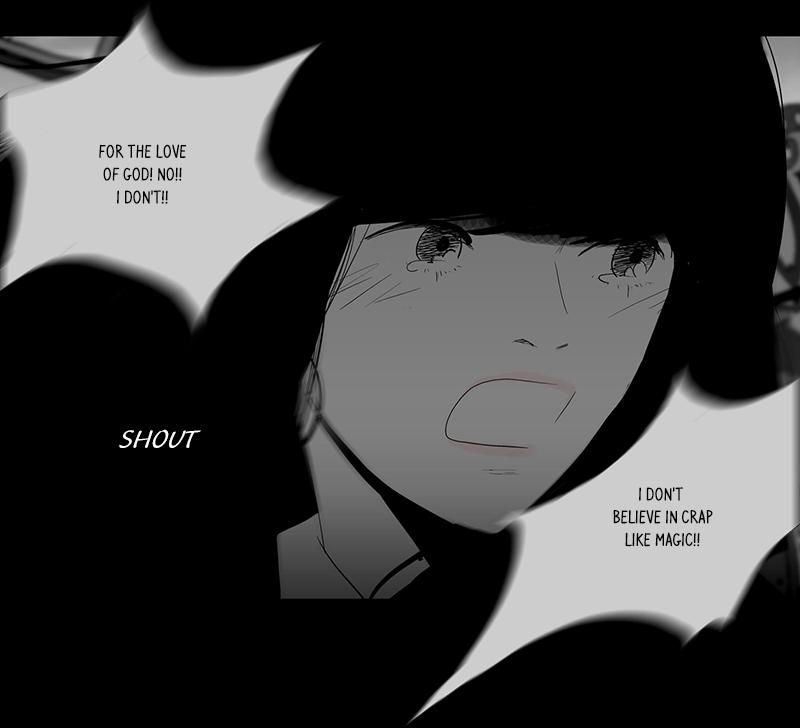 FOR THE LOVE
OF GOD! NO!!
I DON'T!!
SHOUT
I DON'T
BELIEVE IN CRAP
LIKE MAGIC!!